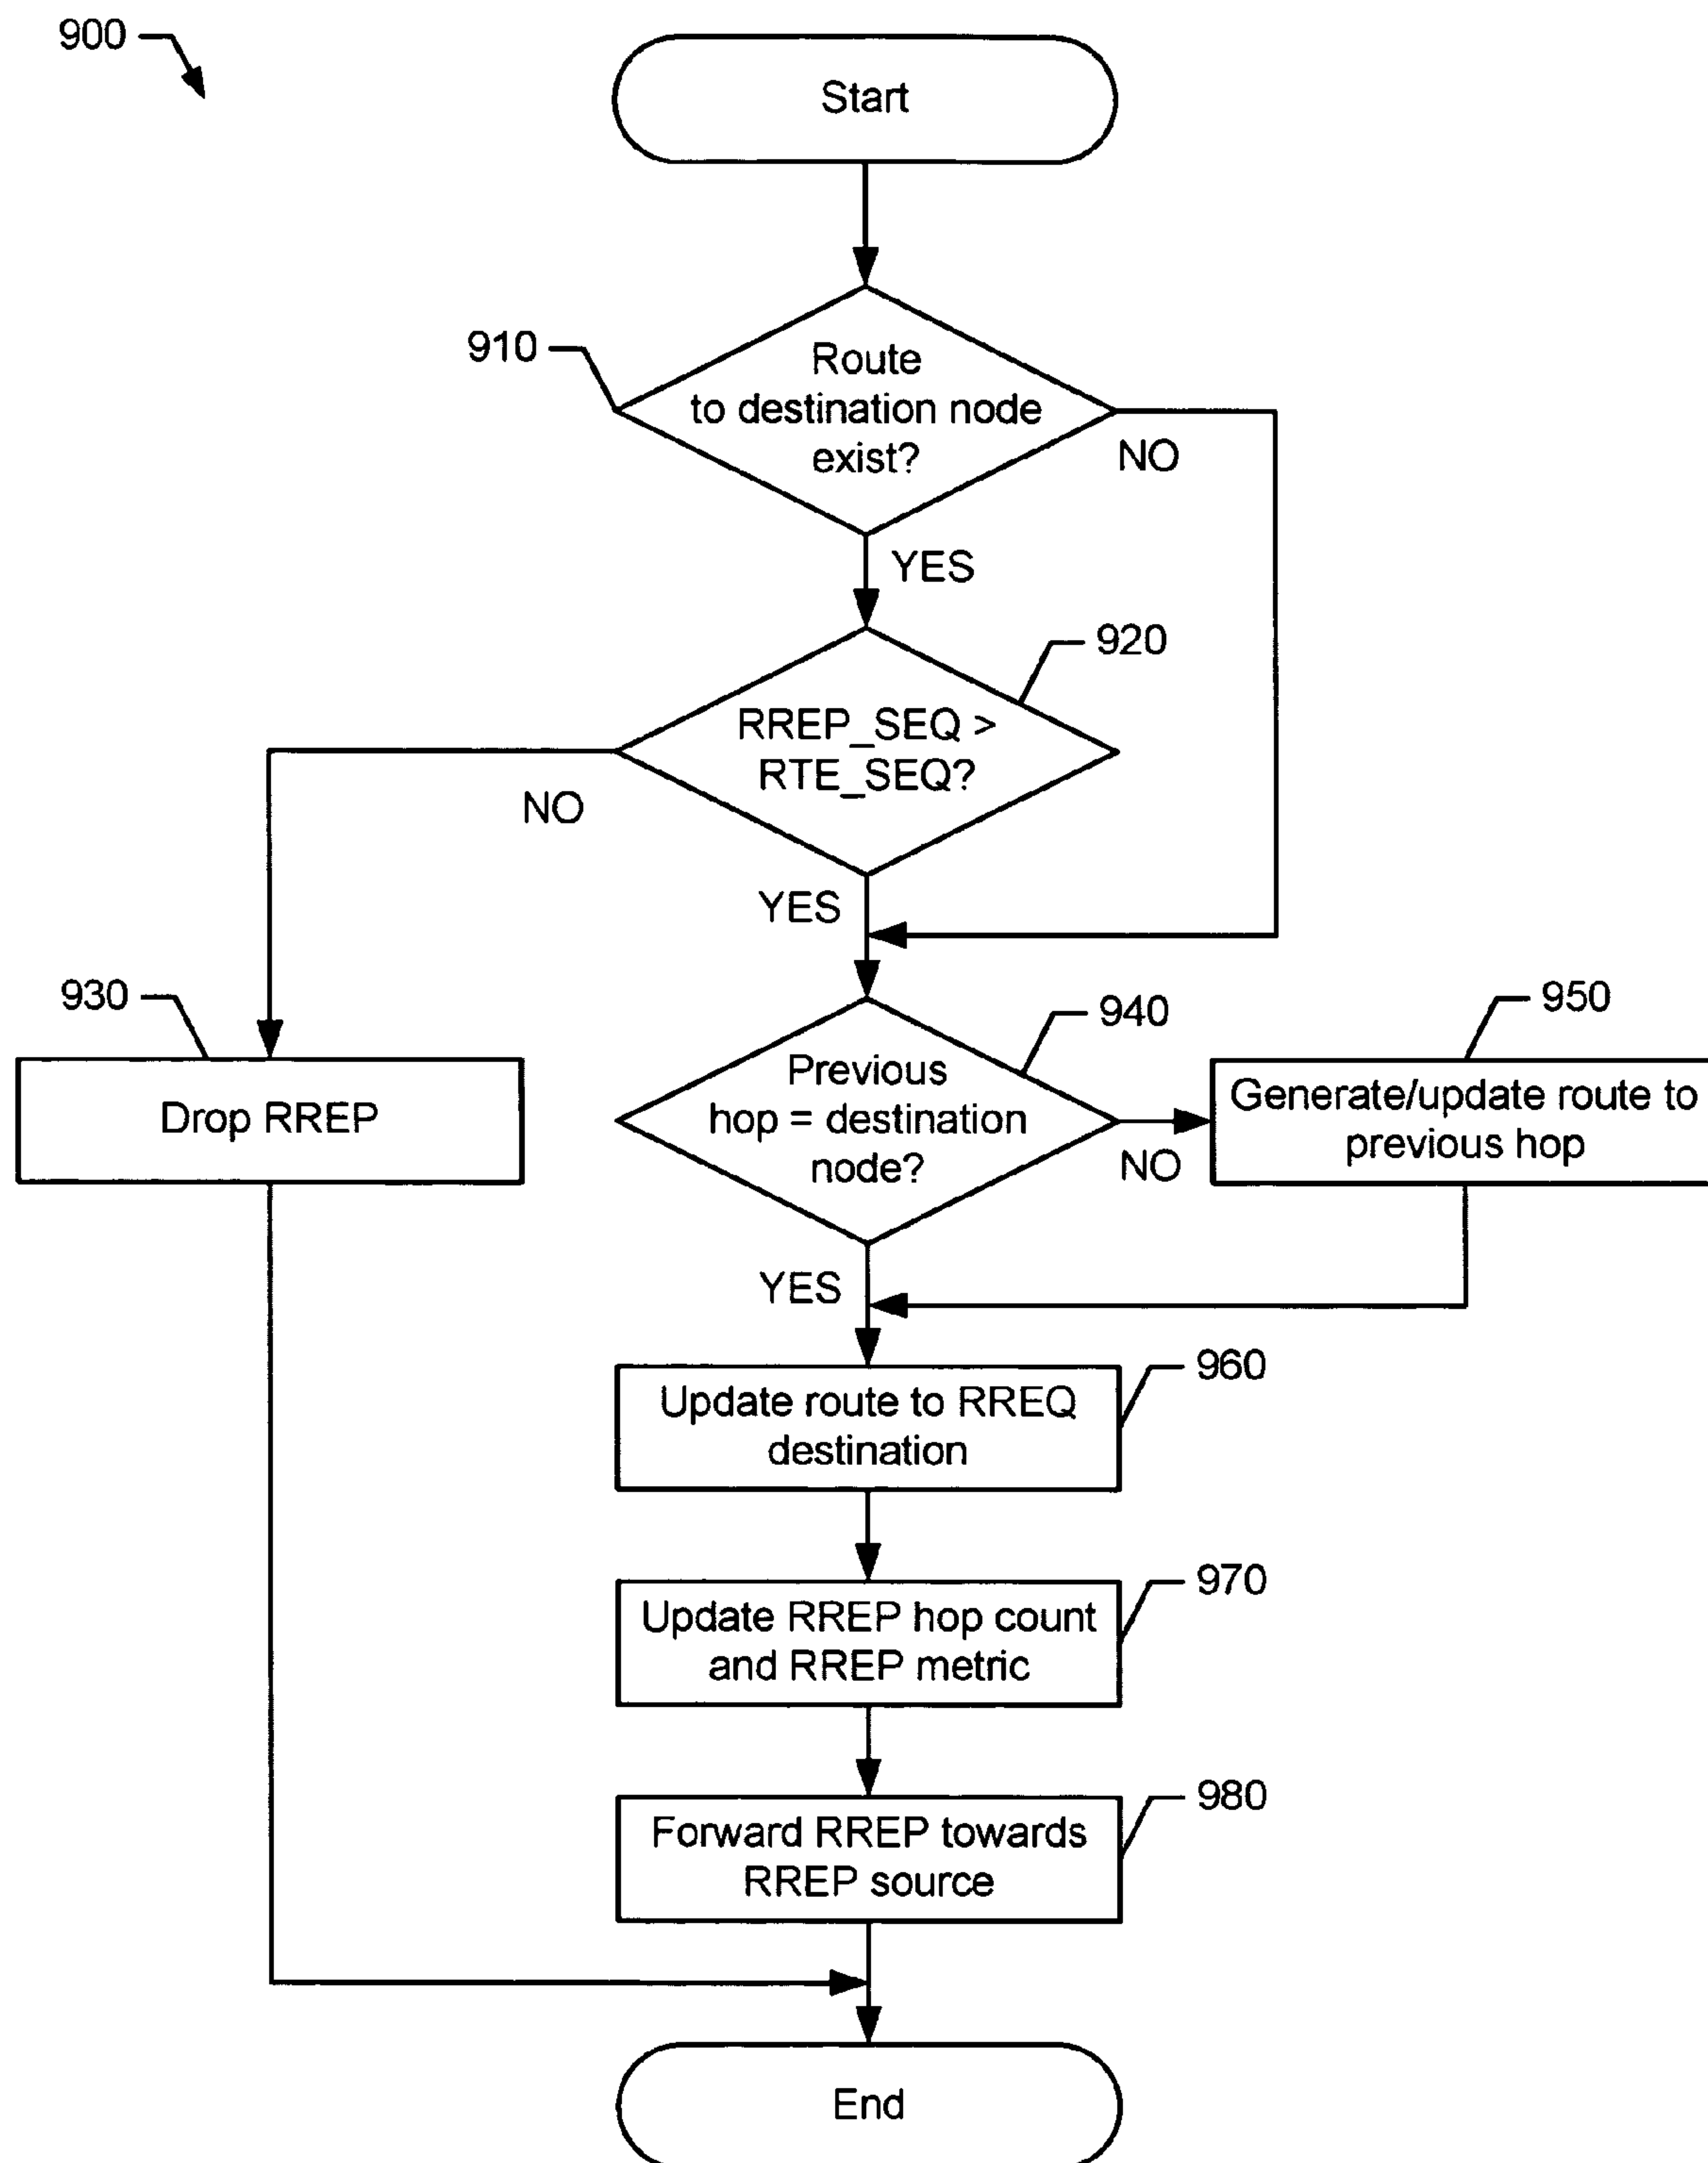 900
Start
910
Route
to destination node
exist?
NO
YES
920
RREP_SEQ >
RTE_SEQ?
NO
YES
930
Drop RREP
940
Previous
hop = destination
node?
NO
950
Generate/update route to
previous hop
YES
960
Update route to RREQ
destination
970
Update RREP hop count
and RREP metric
980
Forward RREP towards
RREP source
End